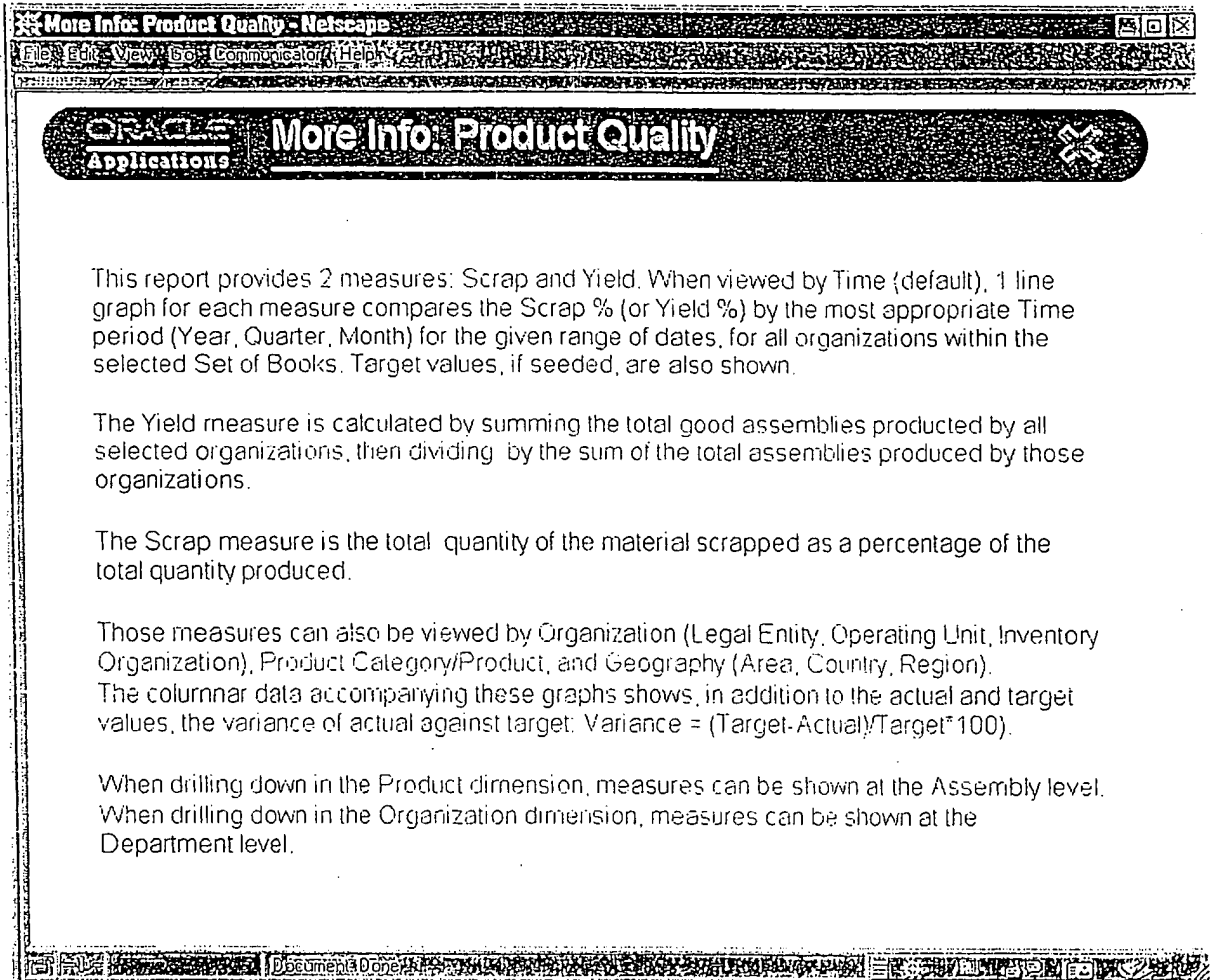 More Info: Product Quality - Netscape
File Edit View Go Communicator Help
ORACLE
Applications
More Info: Product Quality
This report provides 2 measures: Scrap and Yield. When viewed by Time (default), 1 line
graph for each measure compares the Scrap % (or Yield %) by the most appropriate Time
period (Year, Quarter, Month) for the given range of dates, for all organizations within the
selected Set of Books. Target values, if seeded, are also shown.
The Yield measure is calculated by summing the total good assemblies producted by all
selected organizations, then dividing by the sum of the total assemblies produced by those
organizations.
The Scrap measure is the total quantity of the material scrapped as a percentage of the
total quantity produced.
Those measures can also be viewed by Organization (Legal Entity, Operating Unit, Inventory
Organization), Product Category/Product, and Geography (Area, Country, Region).
The columnar data accompanying these graphs shows, in addition to the actual and target
values, the variance of actual against target: Variance = (Target-Actual)/Target*100).
When drilling down in the Product dimension, measures can be shown at the Assembly level.
When drilling down in the Organization dimension, measures can be shown at the
Department level.
Document: Done